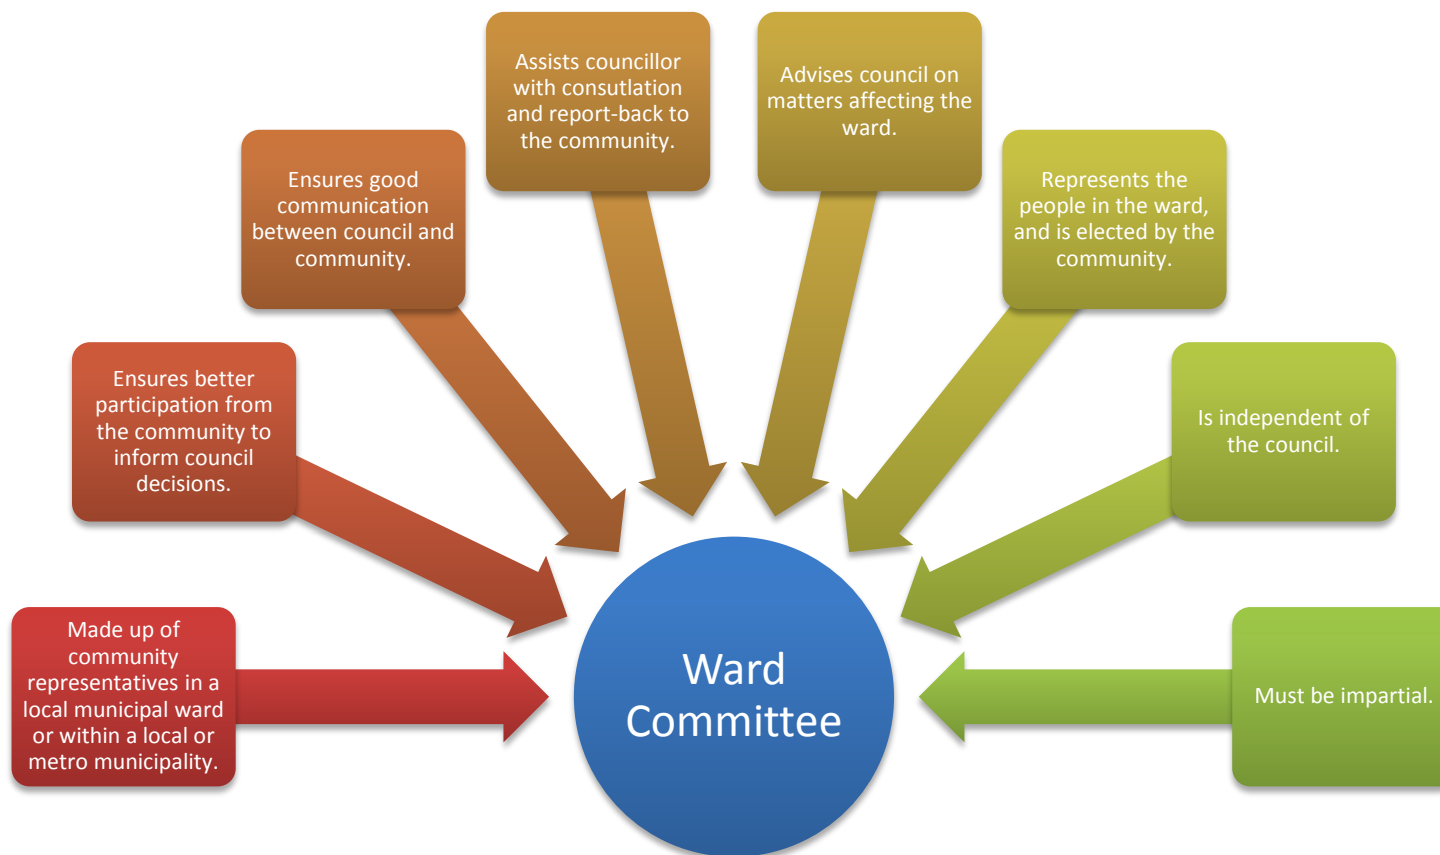 Made up of
community
representatives in a
local municipal ward
or within a local or
metro municipality.
Ensures better
participation from
the community to
inform council
decisions.
Ensures good
communication
between council and
community.
Assists councillor
with consutlation
and report-back to
the community.
Advises council on
matters affecting the
ward.
Represents the
people in the ward,
and is elected by the
community.
Is independent of
the council.
Must be impartial.
Ward
Committee